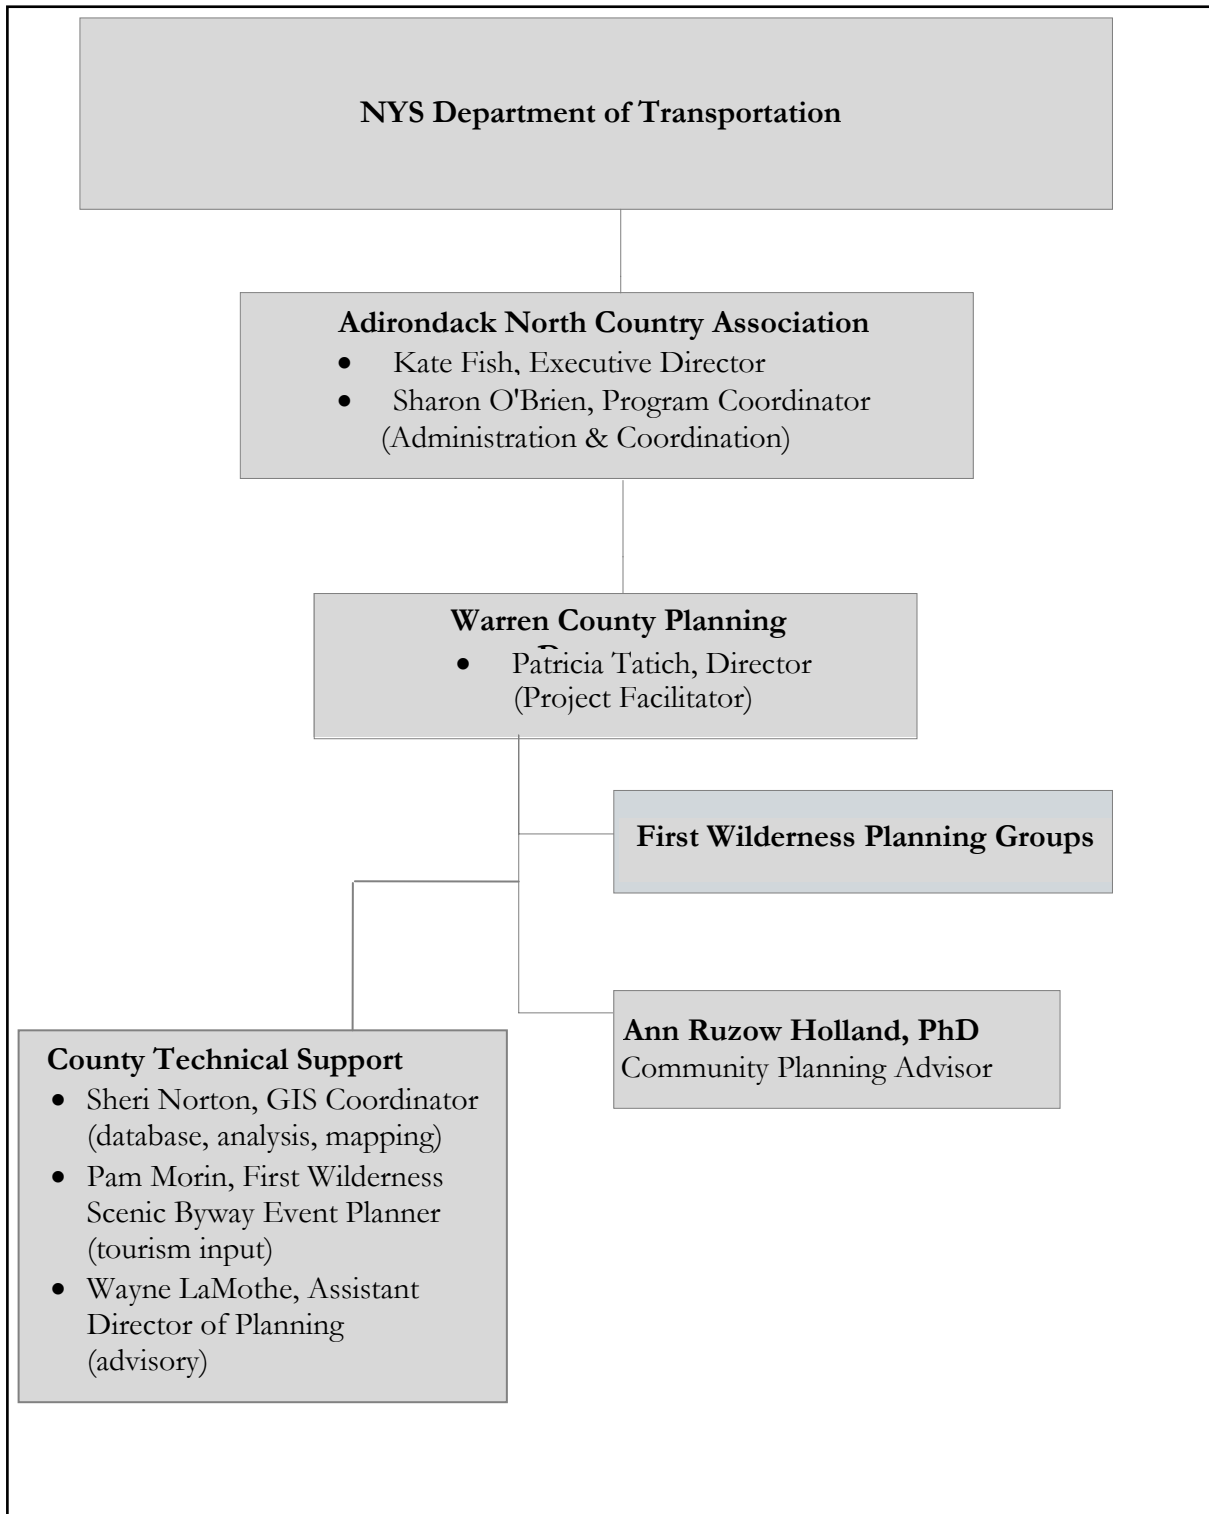 NYS Department of Transportation
Adirondack North Country Association
• Kate Fish, Executive Director
• Sharon O'Brien, Program Coordinator
(Administration & Coordination)
Warren County Planning
• Patricia Tatich, Director
(Project Facilitator)
First Wilderness Planning Groups
Ann Ruzow Holland, PhD
Community Planning Advisor
County Technical Support
• Sheri Norton, GIS Coordinator
(database, analysis, mapping)
• Pam Morin, First Wilderness
Scenic Byway Event Planner
(tourism input)
• Wayne LaMothe, Assistant
Director of Planning
(advisory)